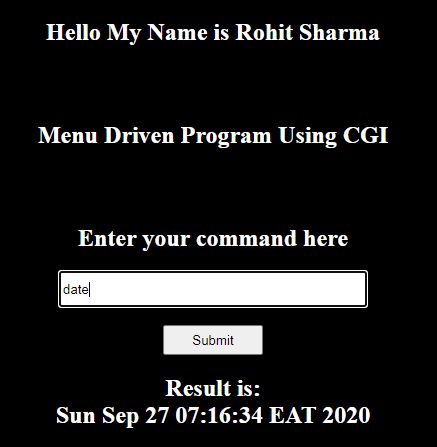 Hello My Name is Rohit Sharma
Menu Driven Program Using CGI
Enter your command here
date
Submit
Result is:
Sun Sep 27 07:16:34 EAT 2020